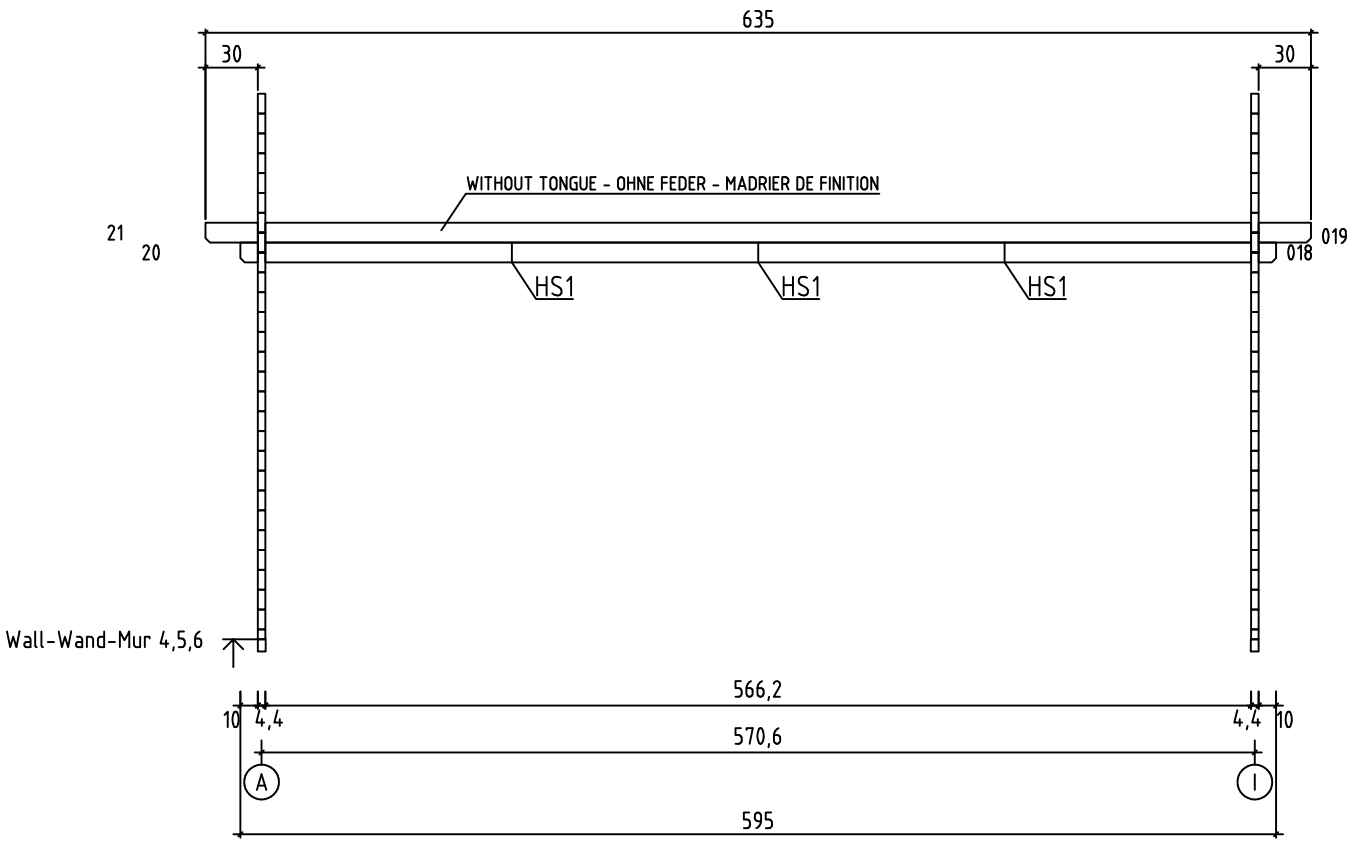 635
30
30
WITHOUT TONGUE - OHNE FEDER - MADRIER DE FINITION
21
019
20
018
HS1
HS1
HS1
Wall-Wand-Mur 4,5,6
566,2
10
4,4
4,4
10
570,6
A
I
595